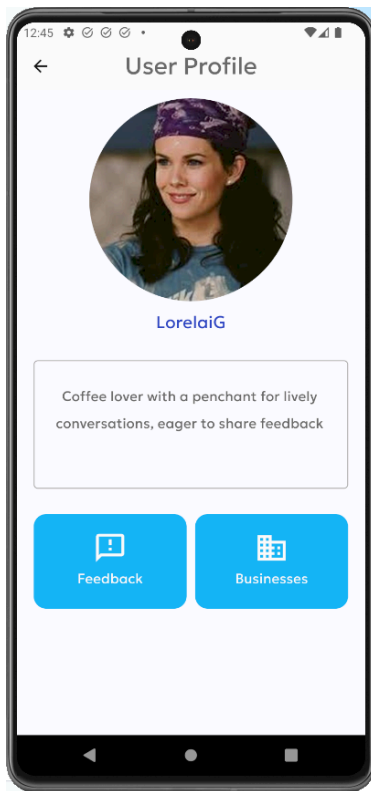 12:45
User Profile
LorelaiG
Coffee lover with a penchant for lively
conversations, eager to share feedback
Feedback
Businesses